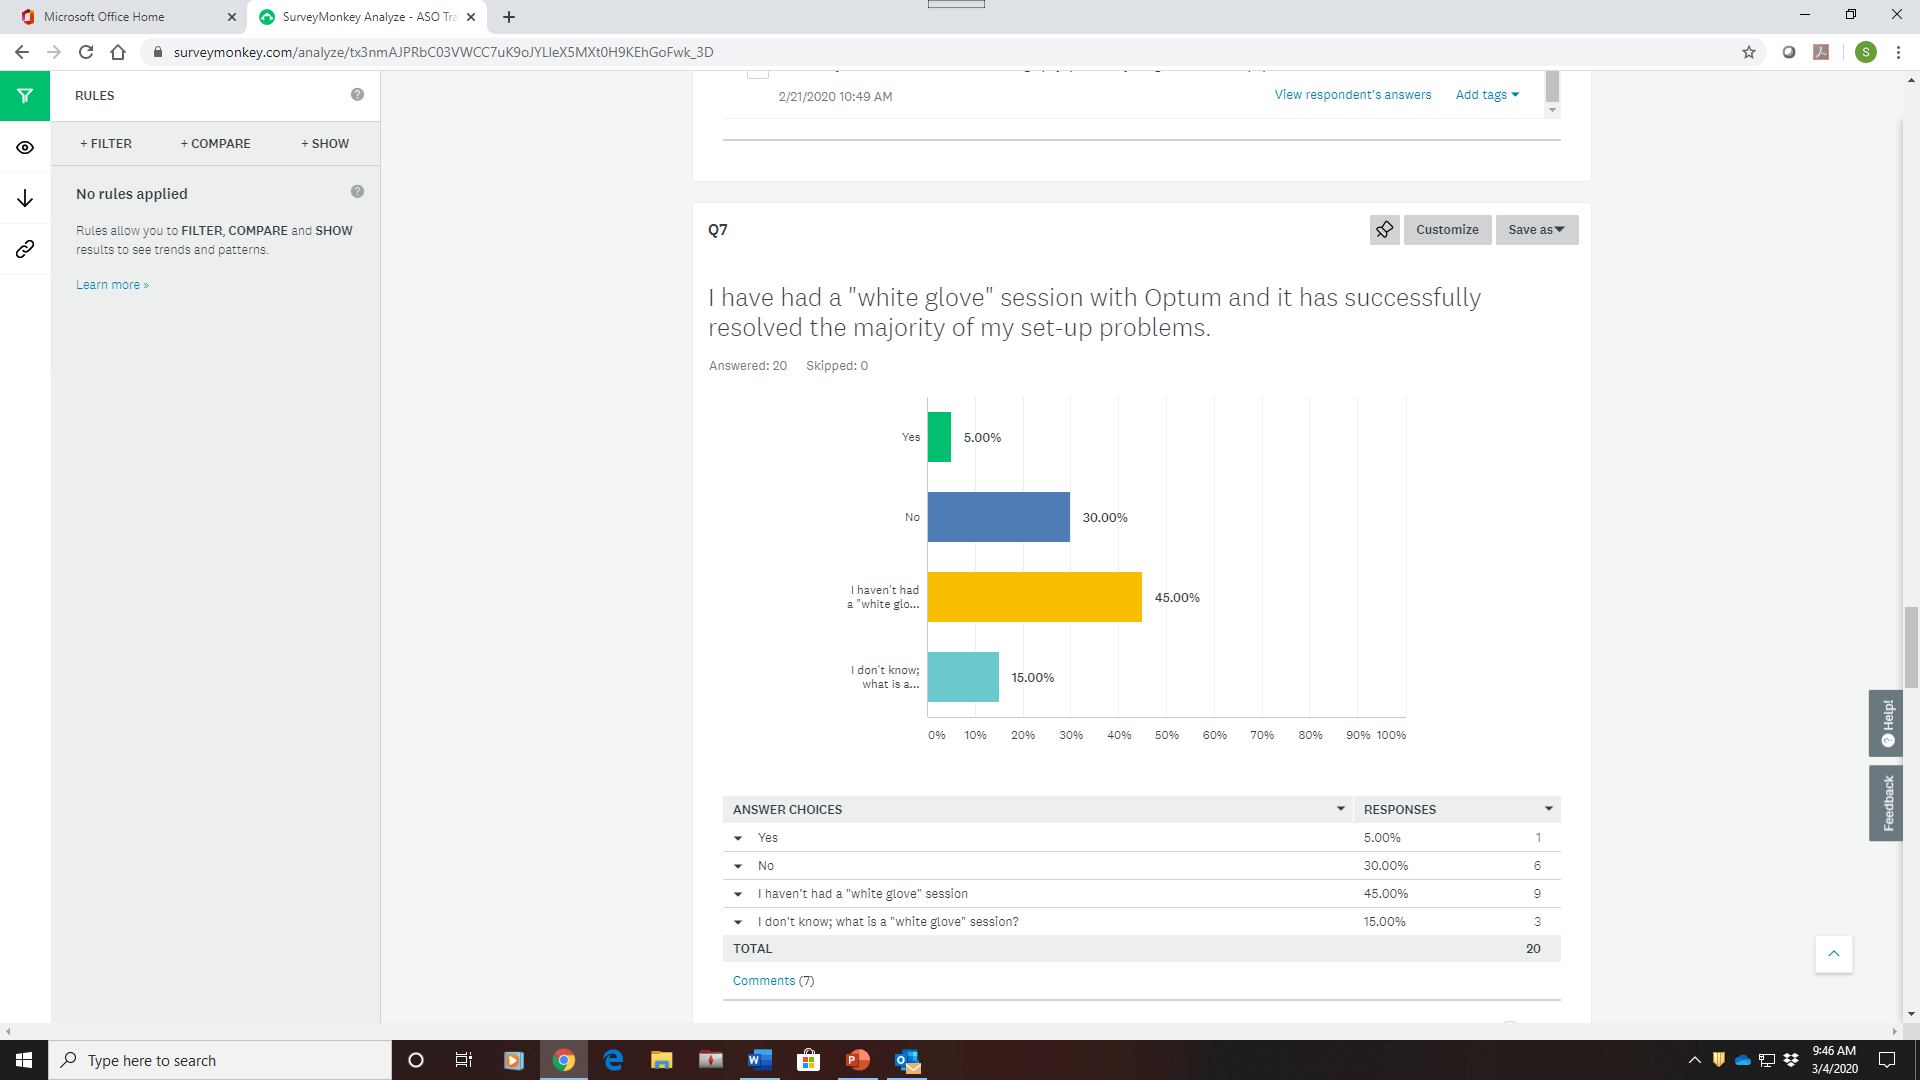 Microsoft Office Home
SurveyMonkey Analyze - ASO Tra
surveymonkey.com/analyze/tx3nmAJPRbC03VWCC7uK9oJYLIeX5MXt0H9KEhGoFwk_3D
S
RULES
+ FILTER + COMPARE + SHOW
No rules applied
Rules allow you to FILTER, COMPARE and SHOW
results to see trends and patterns.
Learn more »
2/21/2020 10:49 AM View respondent's answers Add tags
Q7 Customize Save as
I have had a "white glove" session with Optum and it has successfully
resolved the majority of my set-up problems.
Answered: 20 Skipped: 0
Yes 5.00%
No 30.00%
I haven't had
a "white glo... 45.00%
I don't know;
what is a... 15.00%
0% 10% 20% 30% 40% 50% 60% 70% 80% 90% 100%
ANSWER CHOICES RESPONSES
Yes 5.00% 1
No 30.00% 6
I haven't had a "white glove" session 45.00% 9
I don't know; what is a "white glove" session? 15.00% 3
TOTAL 20
Comments (7)
Help!
Feedback
Type here to search
9:46 AM
3/4/2020